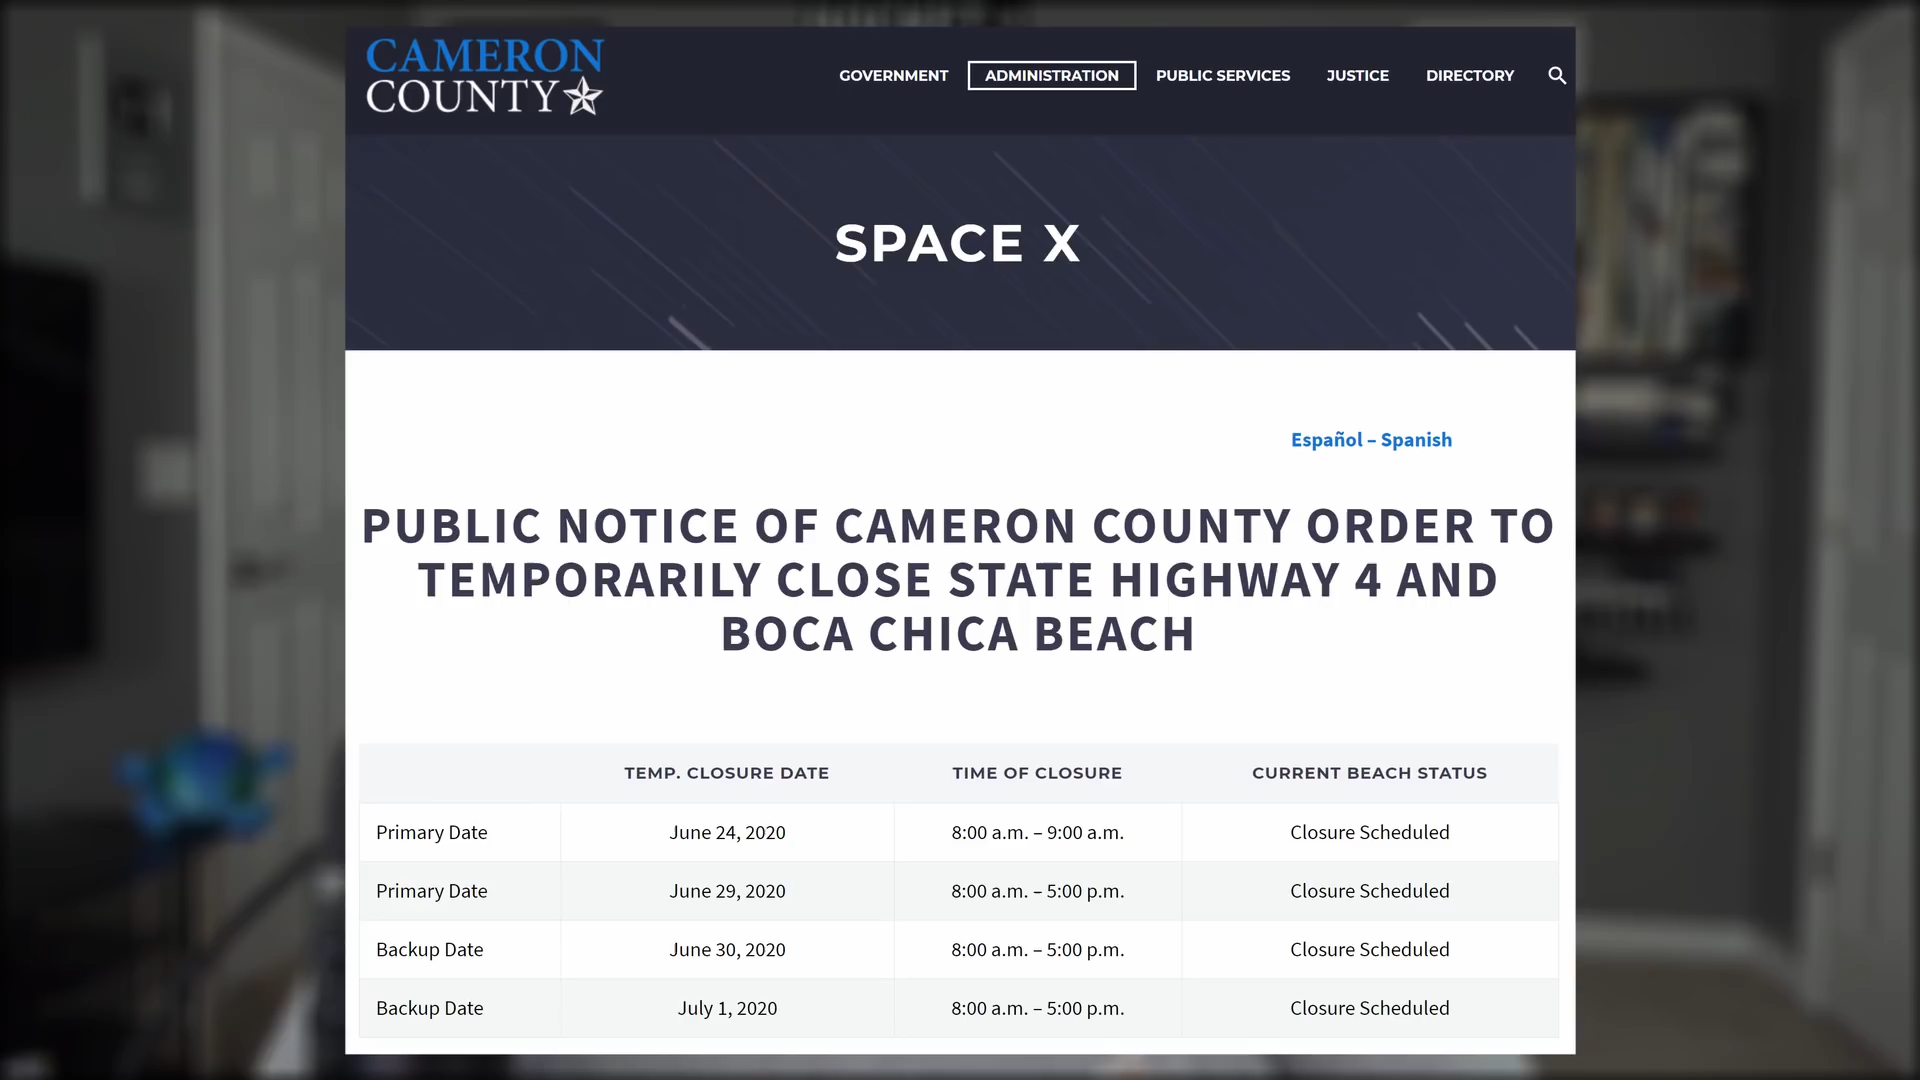 CAMERON
COUNTY
GOVERNMENT ADMINISTRATION PUBLIC SERVICES JUSTICE DIRECTORY
SPACE X
Español – Spanish
PUBLIC NOTICE OF CAMERON COUNTY ORDER TO
TEMPORARILY CLOSE STATE HIGHWAY 4 AND
BOCA CHICA BEACH
TEMP. CLOSURE DATE TIME OF CLOSURE CURRENT BEACH STATUS
Primary Date June 24, 2020 8:00 a.m. – 9:00 a.m. Closure Scheduled
Primary Date June 29, 2020 8:00 a.m. – 5:00 p.m. Closure Scheduled
Backup Date June 30, 2020 8:00 a.m. – 5:00 p.m. Closure Scheduled
Backup Date July 1, 2020 8:00 a.m. – 5:00 p.m. Closure Scheduled